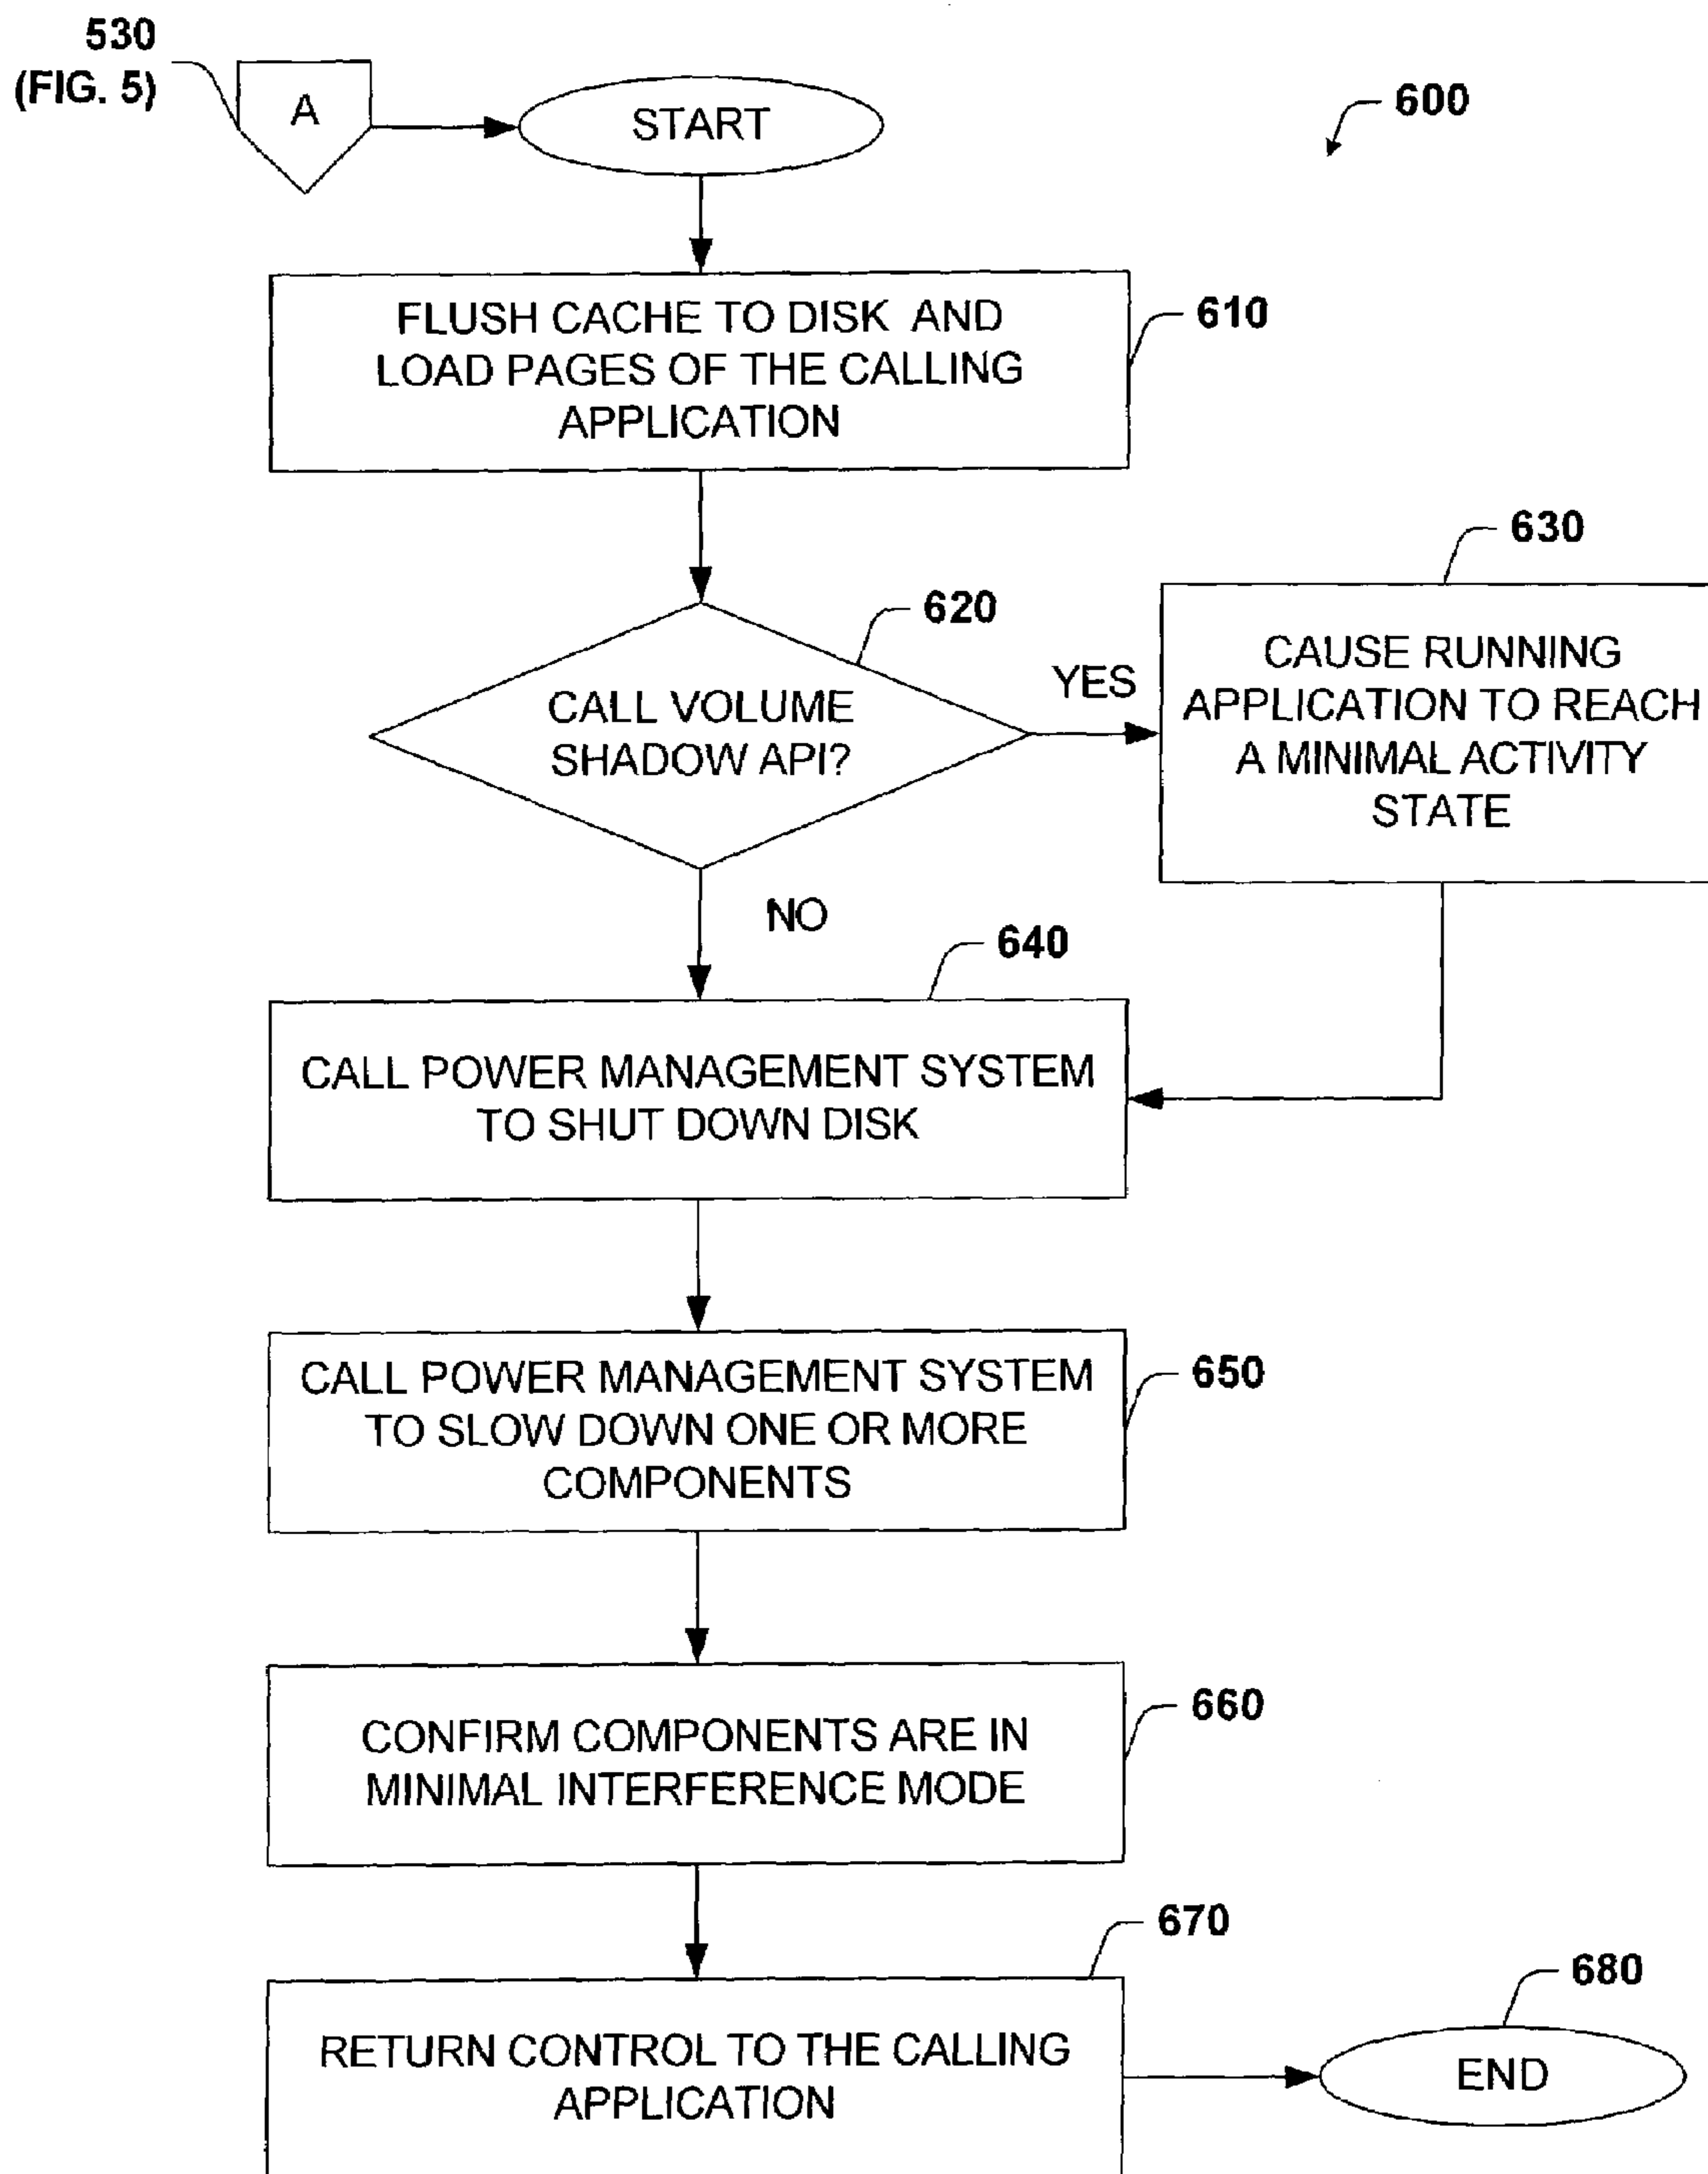 530
(FIG. 5)
A
START
600
FLUSH CACHE TO DISK AND
LOAD PAGES OF THE CALLING
APPLICATION
610
620
CALL VOLUME
SHADOW API?
YES
630
CAUSE RUNNING
APPLICATION TO REACH
A MINIMAL ACTIVITY
STATE
NO
640
CALL POWER MANAGEMENT SYSTEM
TO SHUT DOWN DISK
CALL POWER MANAGEMENT SYSTEM
TO SLOW DOWN ONE OR MORE
COMPONENTS
650
CONFIRM COMPONENTS ARE IN
MINIMAL INTERFERENCE MODE
660
670
RETURN CONTROL TO THE CALLING
APPLICATION
680
END